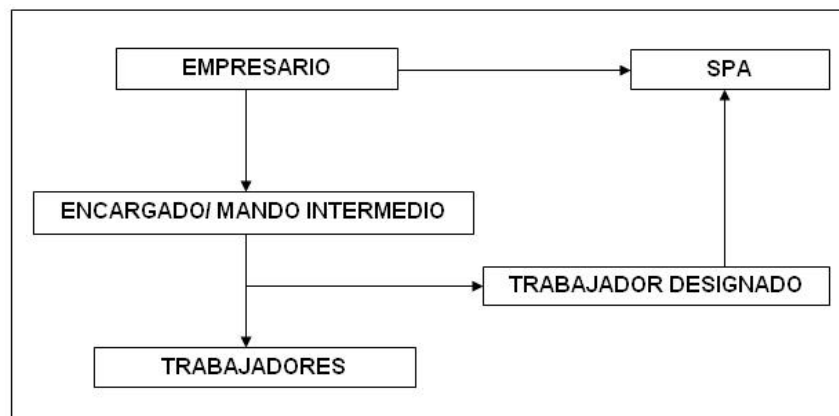 EMPRESARIO
SPA
ENCARGADO/ MANDO INTERMEDIO
TRABAJADOR DESIGNADO
TRABAJADORES